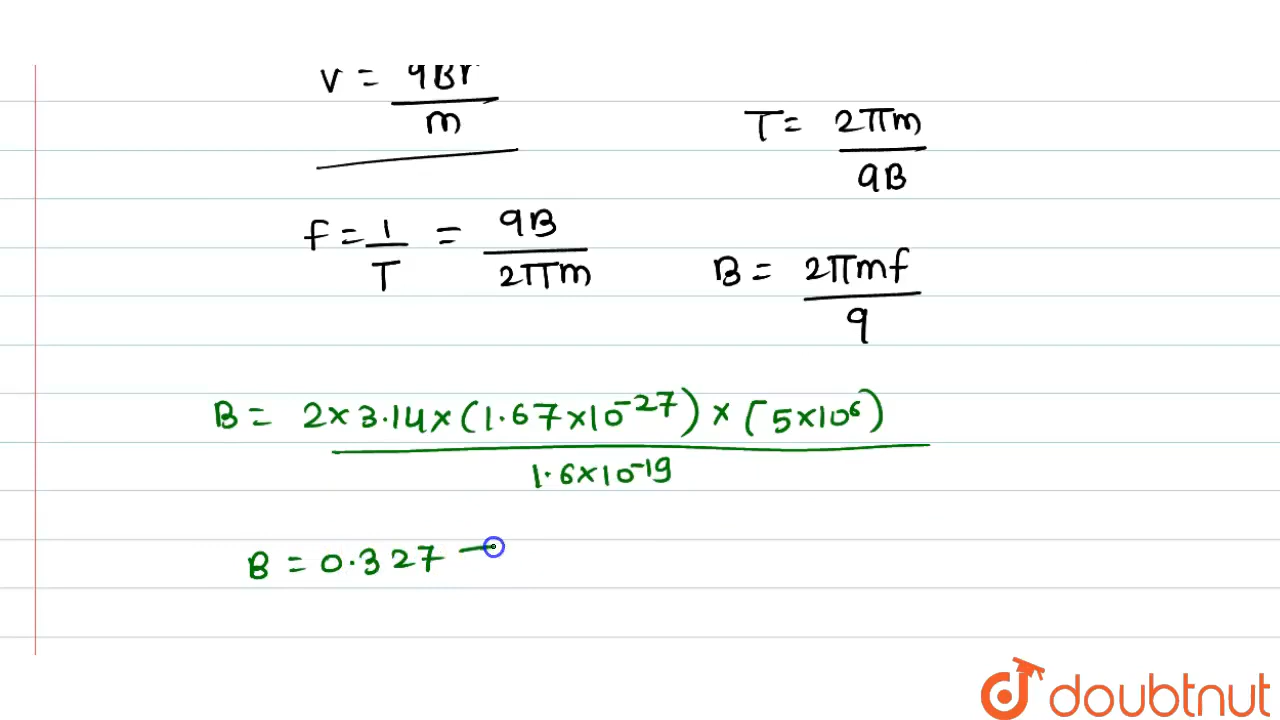 v = qBr / m
T = 2πm / qB
f = 1 / T = qB / 2πm
B = 2πmf / q
B = 2 × 3.14 × (1.67 × 10⁻²⁷) × (5 × 10⁶) / 1.6 × 10⁻¹⁹
B = 0.327
doubtnut